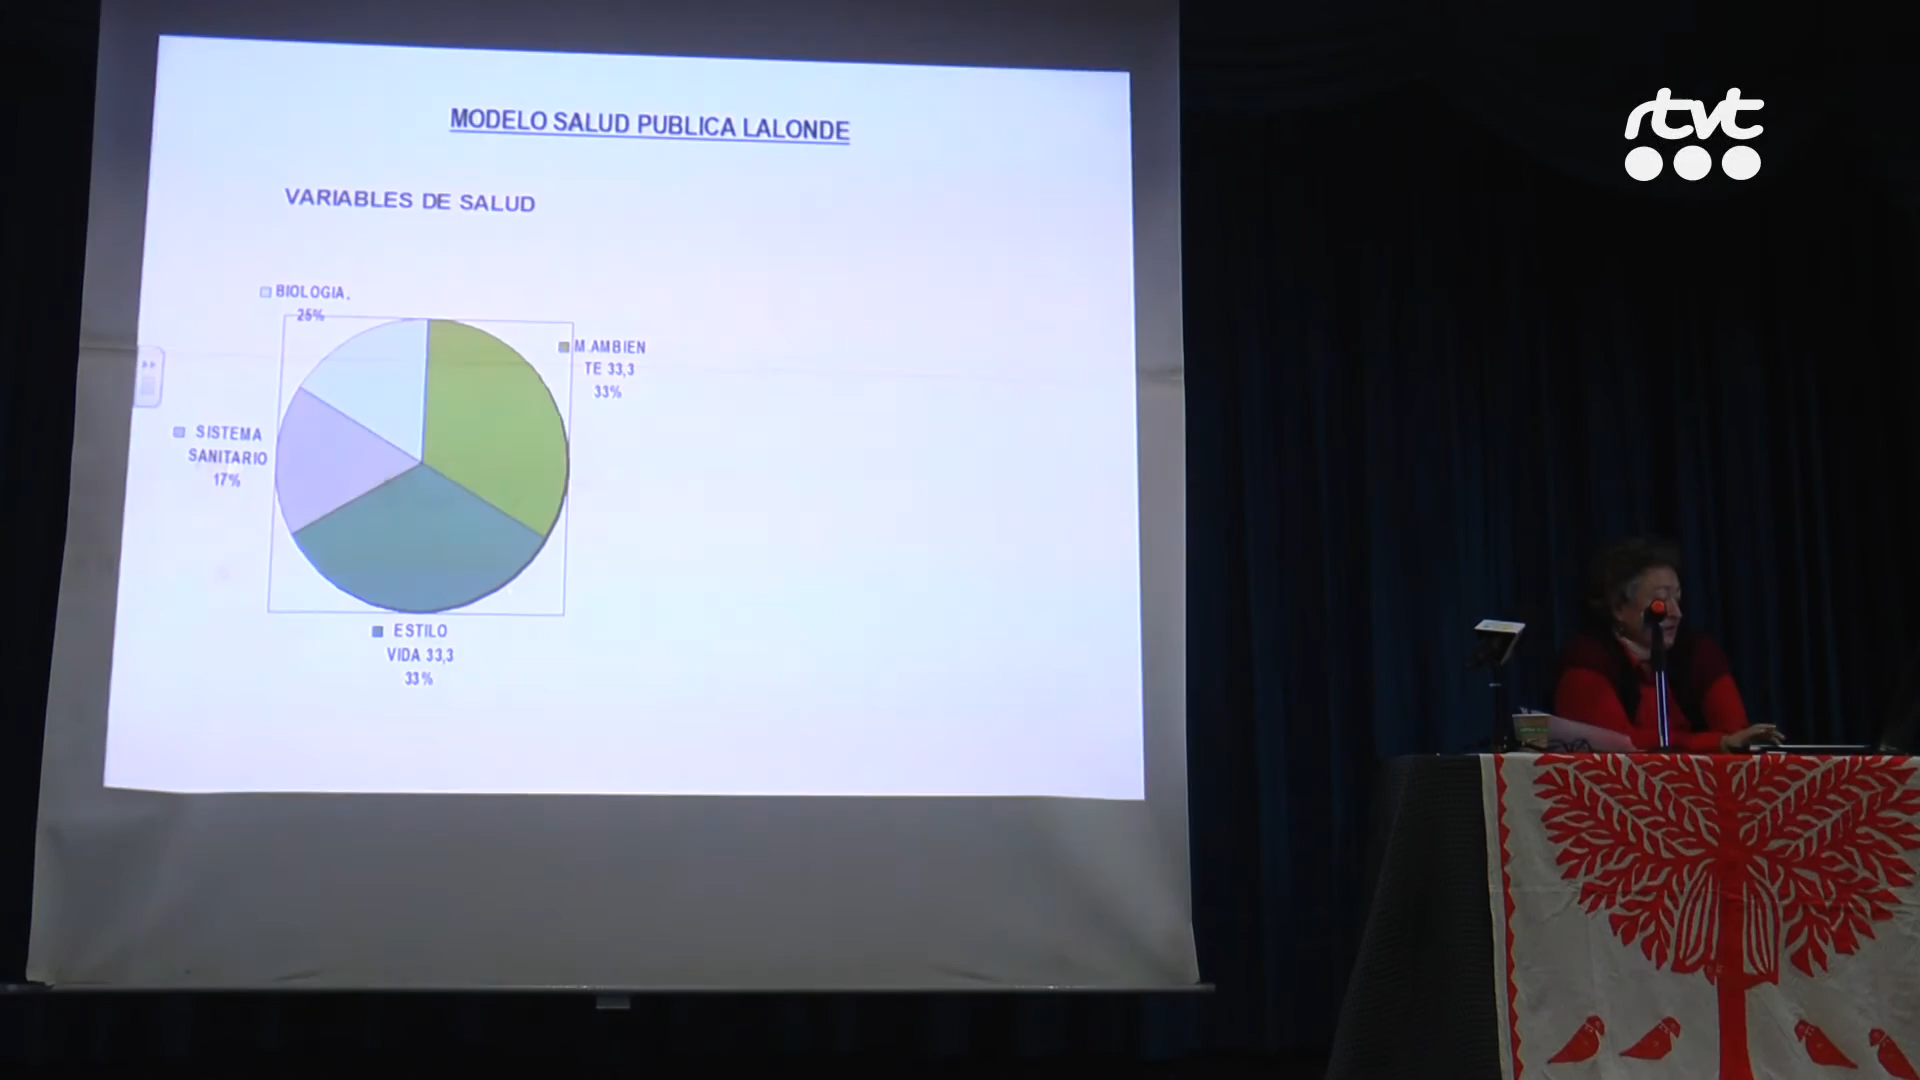 MODELO SALUD PUBLICA LALONDE
VARIABLES DE SALUD
BIOLOGIA,
25%
M.AMBIEN
TE 33,3
33%
SISTEMA
SANITARIO
17%
ESTILO
VIDA 33,3
33%
rtvt